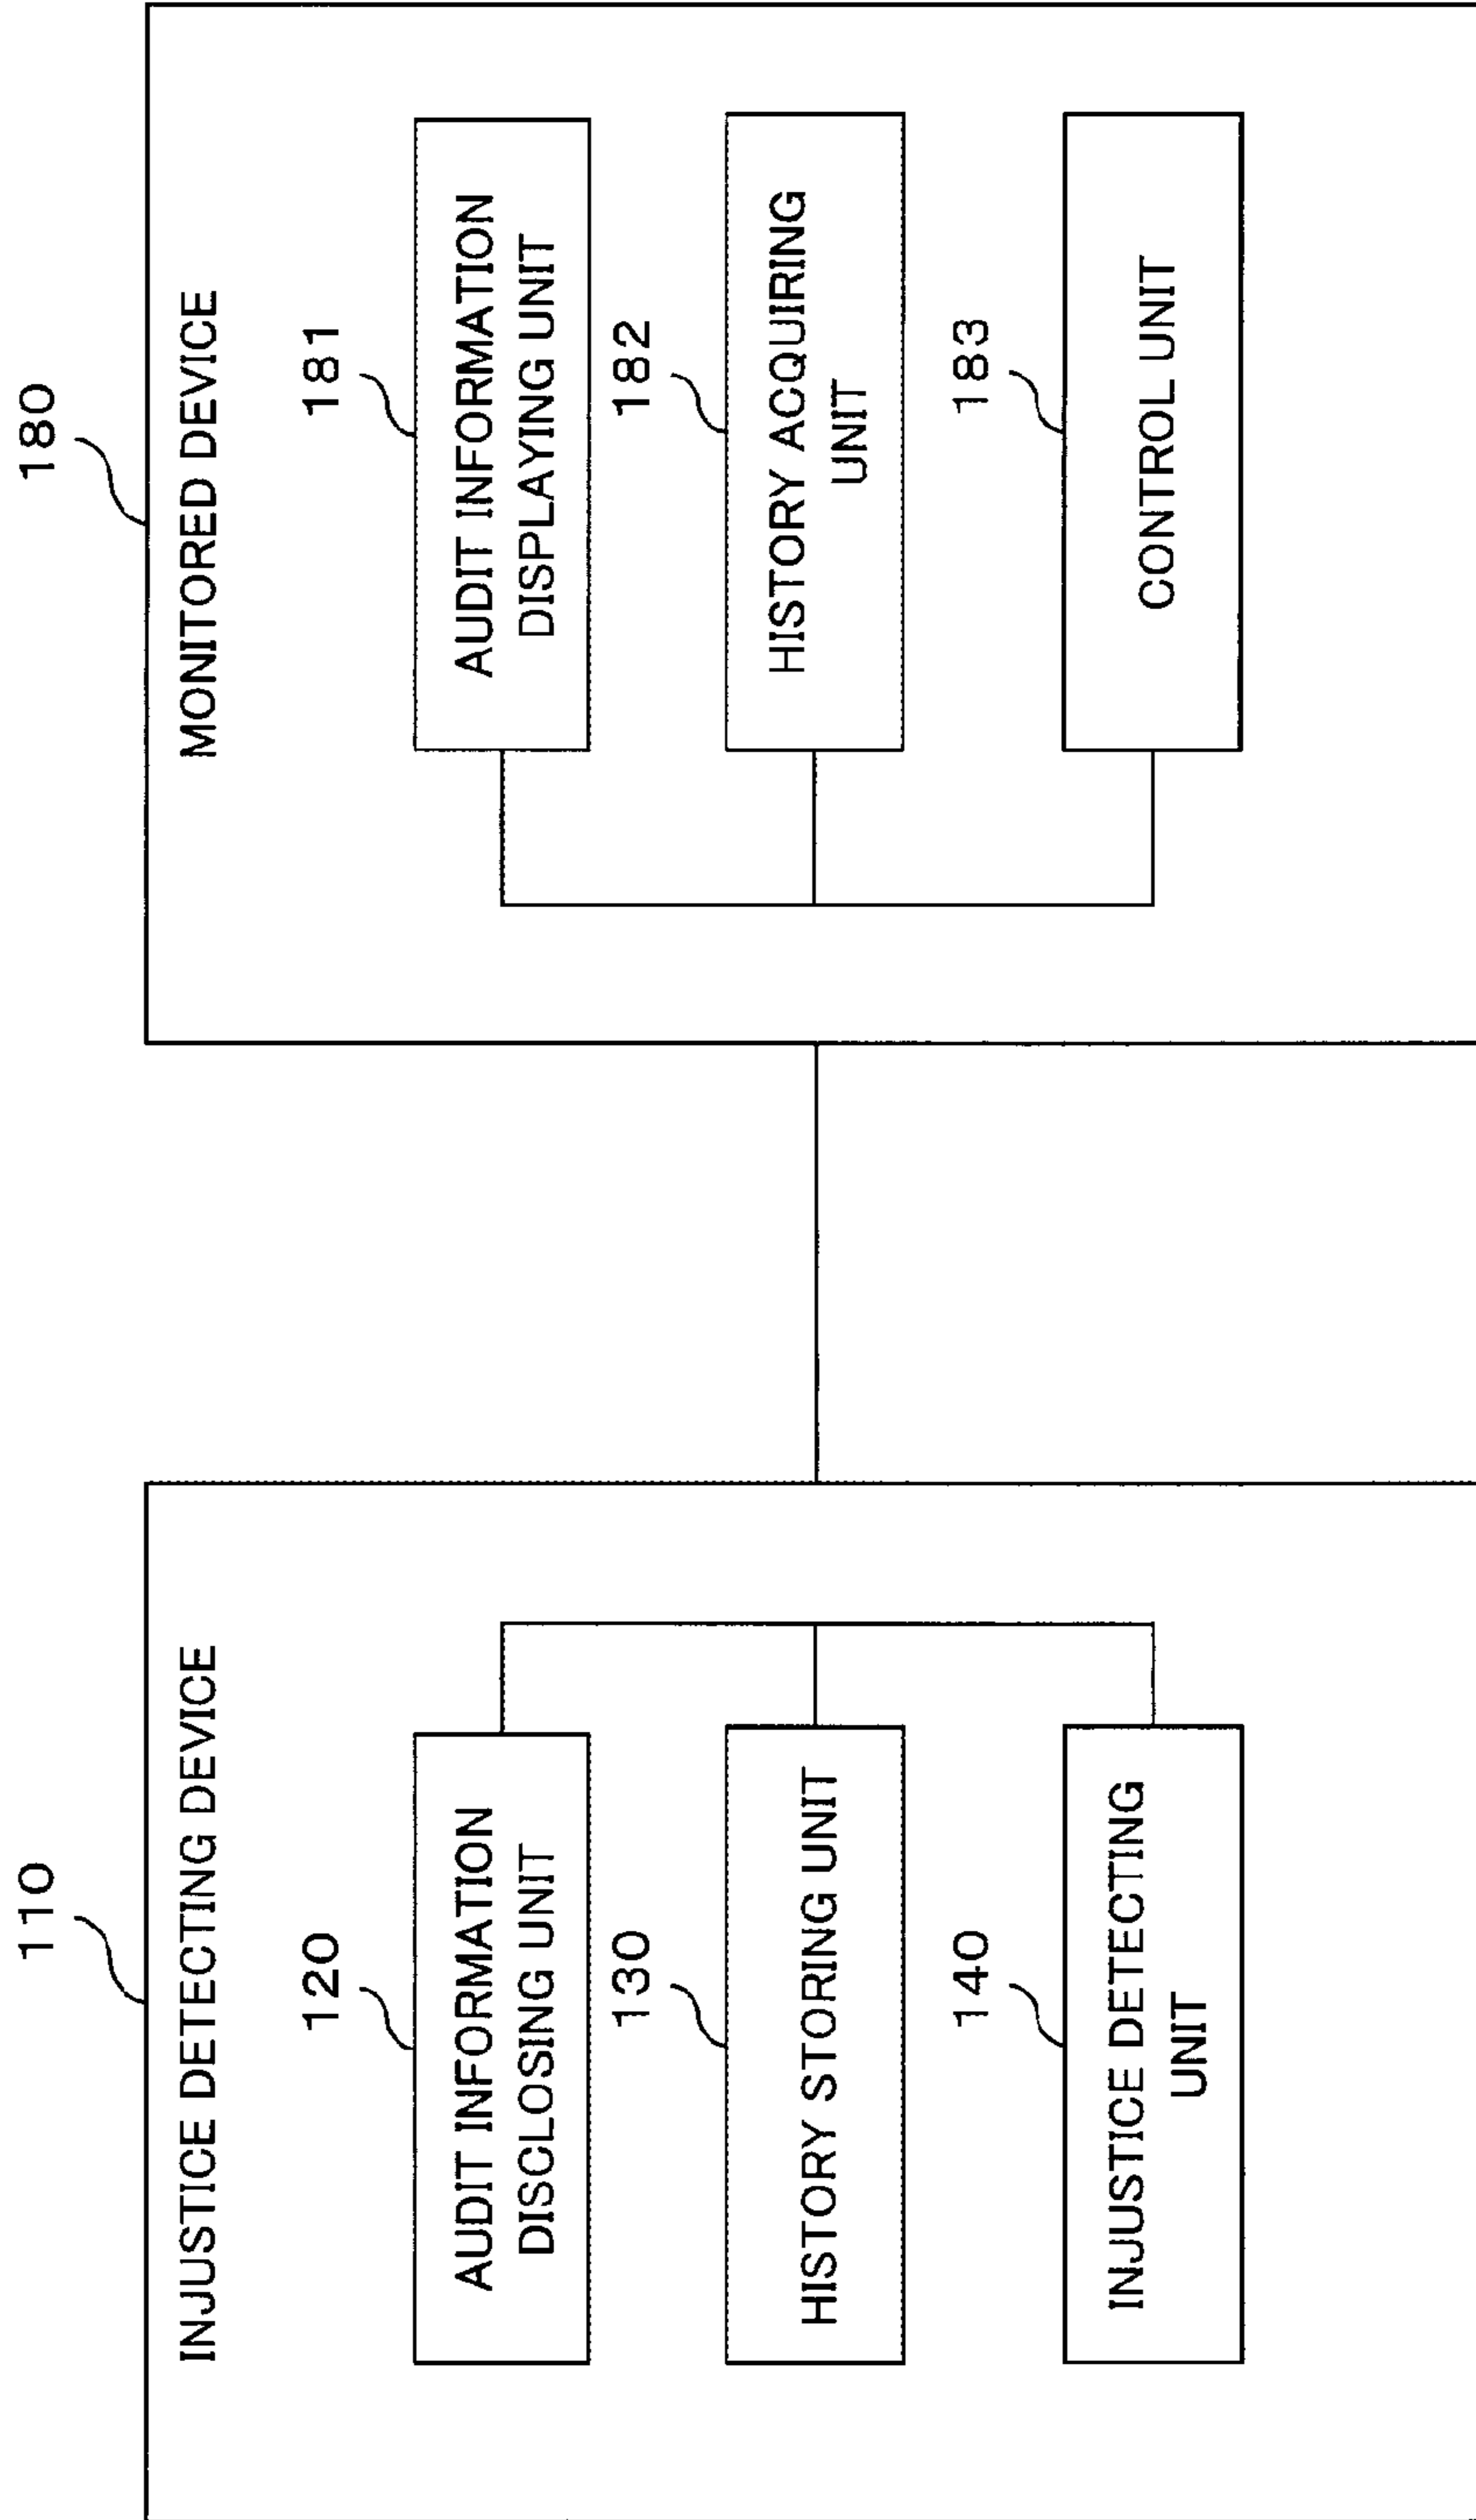 110
INJUSTICE DETECTING DEVICE
120
AUDIT INFORMATION
DISCLOSING UNIT
130
HISTORY STORING UNIT
140
INJUSTICE DETECTING
UNIT
180
MONITORED DEVICE
181
AUDIT INFORMATION
DISPLAYING UNIT
182
HISTORY ACQUIRING
UNIT
183
CONTROL UNIT